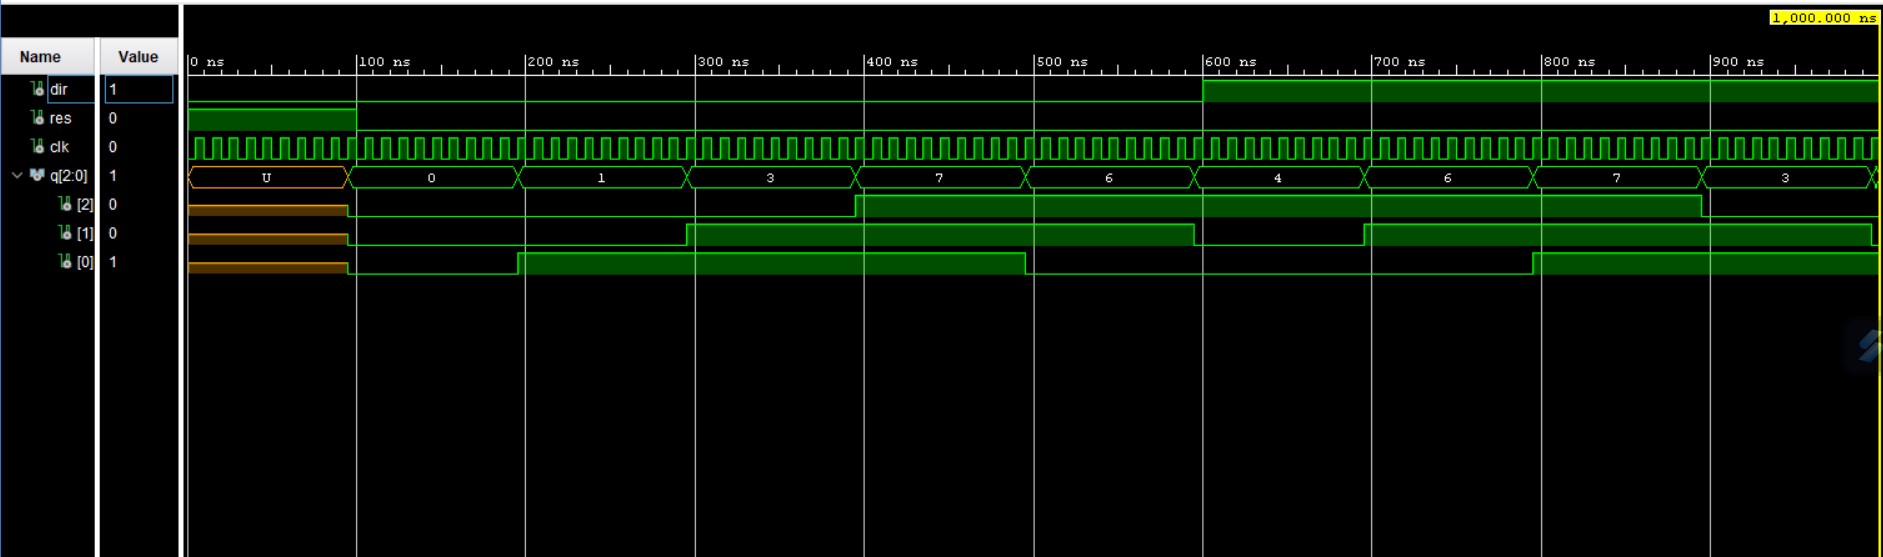 1,000.000 ns
Name Value
0 ns 100 ns 200 ns 300 ns 400 ns 500 ns 600 ns 700 ns 800 ns 900 ns
dir 1
res 0
clk 0
q[2:0] 1 U 0 1 3 7 6 4 6 7 3
[2] 0
[1] 0
[0] 1